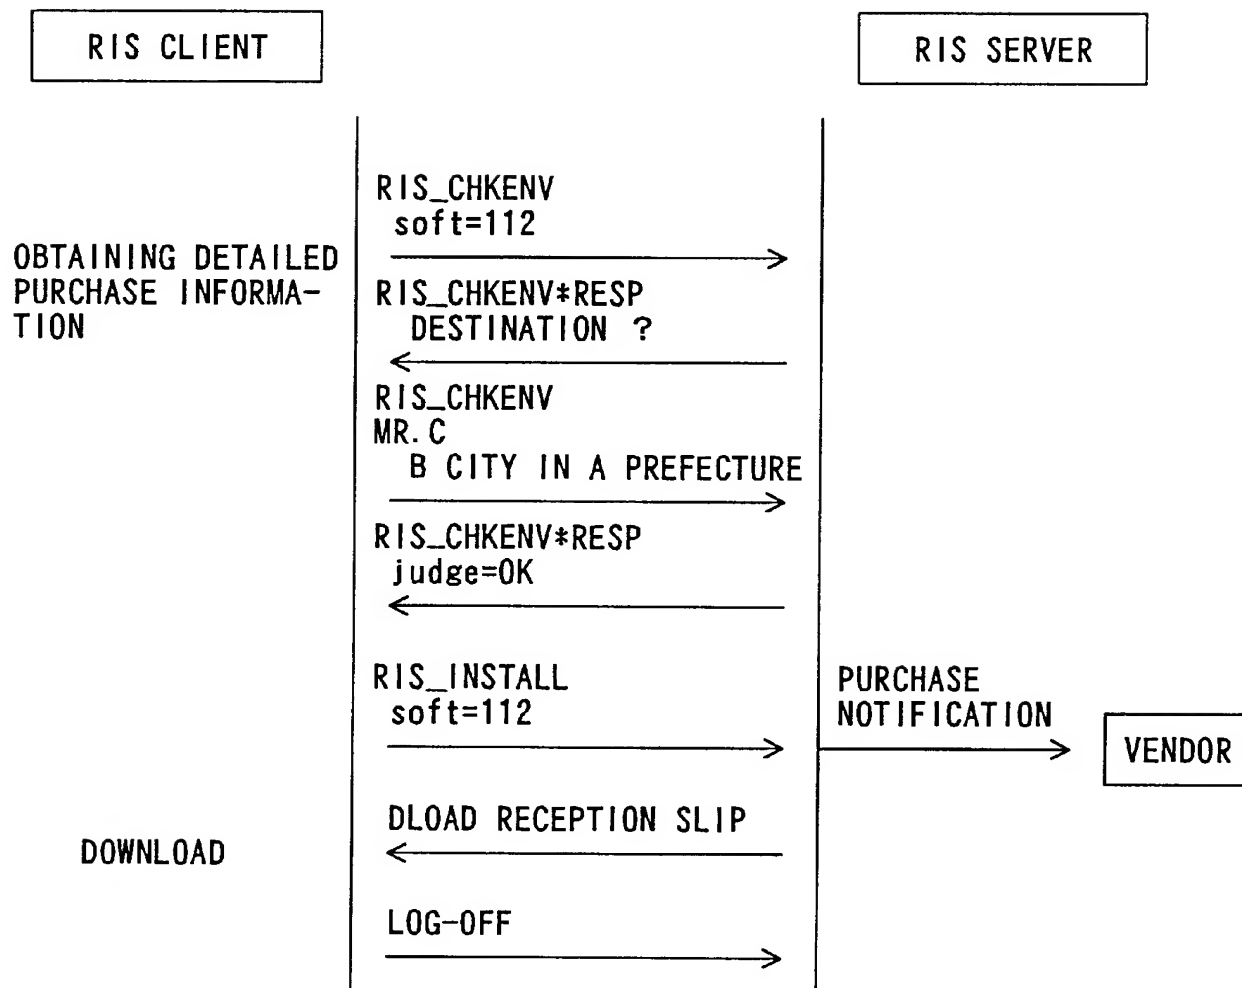 RIS CLIENT
RIS SERVER
RIS_CHKENV
soft=112
OBTAINING DETAILED
PURCHASE INFORMA-
TION
RIS_CHKENV*RESP
DESTINATION ?
RIS_CHKENV
MR. C
B CITY IN A PREFECTURE
RIS_CHKENV*RESP
judge=OK
RIS_INSTALL
soft=112
PURCHASE
NOTIFICATION
VENDOR
DLOAD RECEPTION SLIP
DOWNLOAD
LOG-OFF